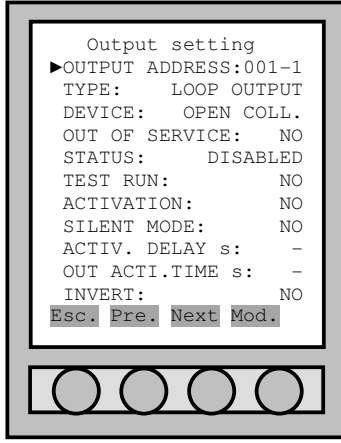 Output setting
►OUTPUT ADDRESS:001-1
TYPE: LOOP OUTPUT
DEVICE: OPEN COLL.
OUT OF SERVICE: NO
STATUS: DISABLED
TEST RUN: NO
ACTIVATION: NO
SILENT MODE: NO
ACTIV. DELAY s: -
OUT ACTI.TIME s: -
INVERT: NO
Esc. Pre. Next Mod.